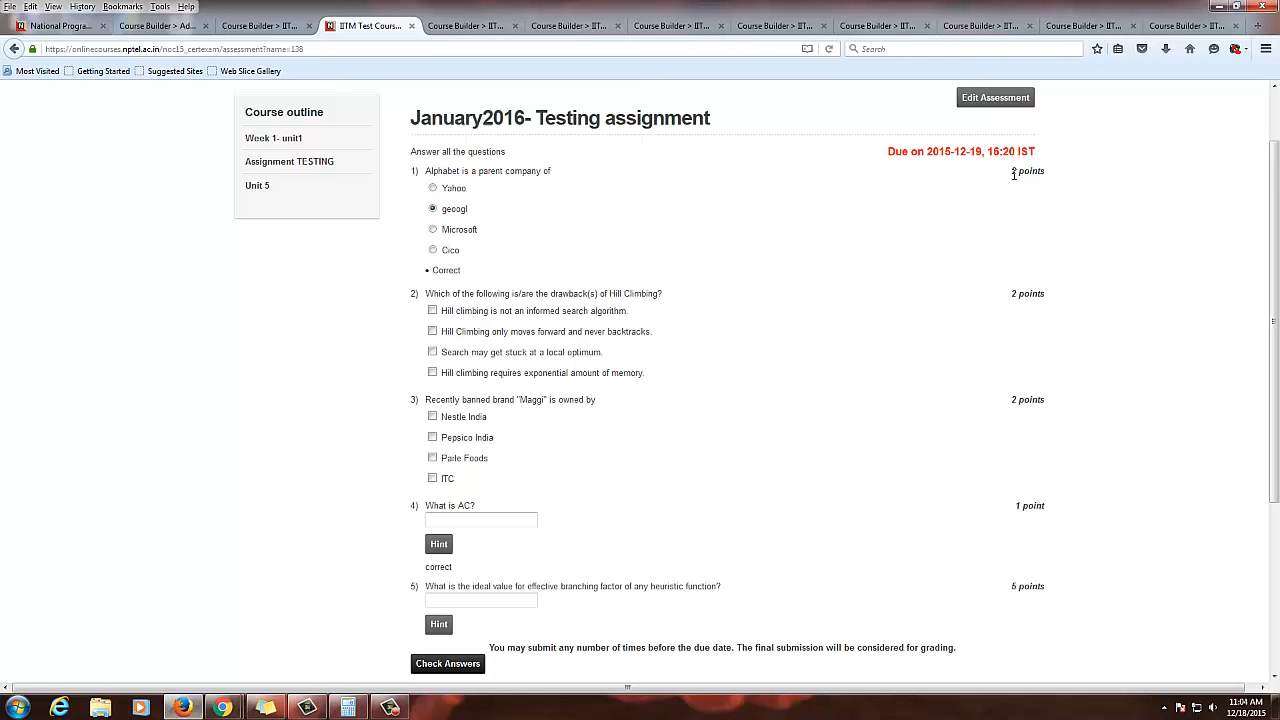 File Edit View History Bookmarks Tools Help
National Progra... Course Builder > Ad... Course Builder > IIT... IITM Test Cours... Course Builder > IIT... Course Builder > IIT... Course Builder > IIT... Course Builder > IIT... Course Builder > IIT... Course Builder > IIT... Course Builder > IIT... Course Builder > IIT...
https://onlinecourses.nptel.ac.in/noc15_certexam/assessment?name=138
Search
Most Visited Getting Started Suggested Sites Web Slice Gallery
Edit Assessment
Course outline
Week 1- unit1
Assignment TESTING
Unit 5
January2016- Testing assignment
Answer all the questions
Due on 2015-12-19, 16:20 IST
1) Alphabet is a parent company of points
Yahoo
geoogl
Microsoft
Cico
• Correct
2) Which of the following is/are the drawback(s) of Hill Climbing? 2 points
Hill climbing is not an informed search algorithm.
Hill Climbing only moves forward and never backtracks.
Search may get stuck at a local optimum.
Hill climbing requires exponential amount of memory.
3) Recently banned brand "Maggi" is owned by 2 points
Nestle India
Pepsico India
Parle Foods
ITC
4) What is AC? 1 point
Hint
correct
5) What is the ideal value for effective branching factor of any heuristic function? 5 points
Hint
You may submit any number of times before the due date. The final submission will be considered for grading.
Check Answers
11:04 AM
12/18/2015